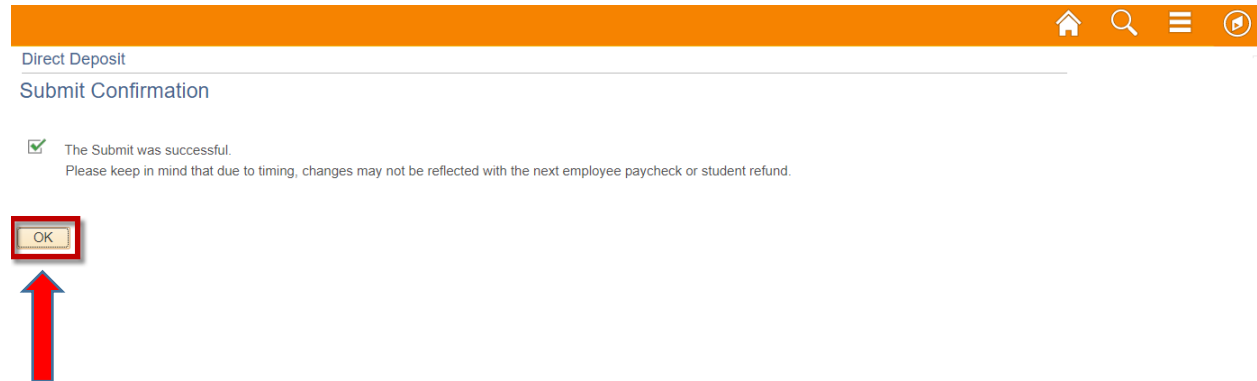 Direct Deposit
Submit Confirmation
The Submit was successful.
Please keep in mind that due to timing, changes may not be reflected with the next employee paycheck or student refund.
OK